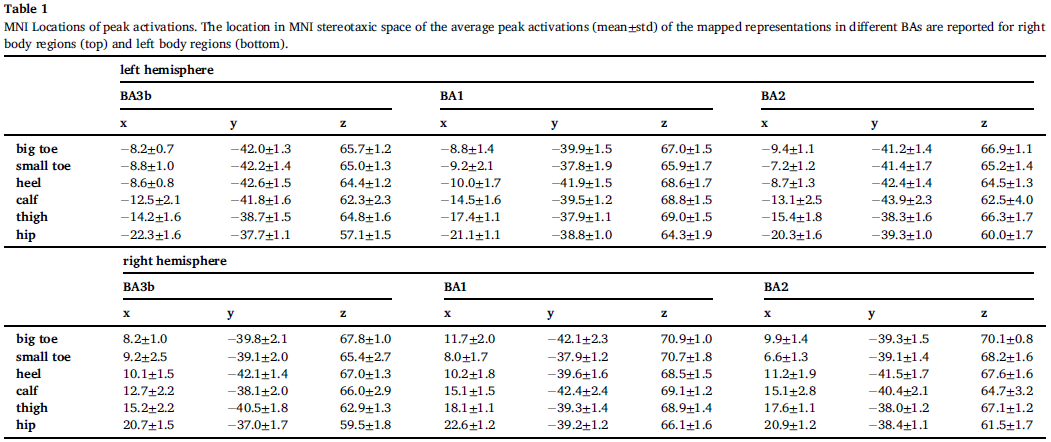 Table 1
MNI Locations of peak activations. The location in MNI stereotaxic space of the average peak activations (mean±std) of the mapped representations in different BAs are reported for right
body regions (top) and left body regions (bottom).
left hemisphere
BA3b BA1 BA2
x y z x y z x y z
big toe −8.2±0.7 −42.0±1.3 65.7±1.2 −8.8±1.4 −39.9±1.5 67.0±1.5 −9.4±1.1 −41.2±1.4 66.9±1.1
small toe −8.8±1.0 −42.2±1.4 65.0±1.3 −9.2±2.1 −37.8±1.9 65.9±1.7 −7.2±1.2 −41.4±1.7 65.2±1.4
heel −8.6±0.8 −42.6±1.5 64.4±1.2 −10.0±1.7 −41.9±1.5 68.6±1.7 −8.7±1.3 −42.4±1.4 64.5±1.3
calf −12.5±2.1 −41.8±1.6 62.3±2.3 −14.5±1.6 −39.5±1.2 68.8±1.5 −13.1±2.5 −43.9±2.3 62.5±4.0
thigh −14.2±1.6 −38.7±1.5 64.8±1.6 −17.4±1.1 −37.9±1.1 69.0±1.5 −15.4±1.8 −38.3±1.6 66.3±1.7
hip −22.3±1.6 −37.7±1.1 57.1±1.5 −21.1±1.1 −38.8±1.0 64.3±1.9 −20.3±1.6 −39.3±1.0 60.0±1.7
right hemisphere
BA3b BA1 BA2
x y z x y z x y z
big toe 8.2±1.0 −39.8±2.1 67.8±1.0 11.7±2.0 −42.1±2.3 70.9±1.0 9.9±1.4 −39.3±1.5 70.1±0.8
small toe 9.2±2.5 −39.1±2.0 65.4±2.7 8.0±1.7 −37.9±1.2 70.7±1.8 6.6±1.3 −39.1±1.4 68.2±1.6
heel 10.1±1.5 −42.1±1.4 67.0±1.3 10.2±1.8 −39.6±1.6 68.5±1.5 11.2±1.9 −41.5±1.7 67.6±1.6
calf 12.7±2.2 −38.1±2.0 66.0±2.9 15.1±1.5 −42.4±2.4 69.1±1.2 15.1±2.8 −40.4±2.1 64.7±3.2
thigh 15.2±2.2 −40.5±1.8 62.9±1.3 18.1±1.1 −39.3±1.4 68.9±1.4 17.6±1.1 −38.0±1.2 67.1±1.2
hip 20.7±1.5 −37.0±1.7 59.5±1.8 22.6±1.2 −39.2±1.2 66.1±1.6 20.9±1.2 −38.4±1.1 61.5±1.7